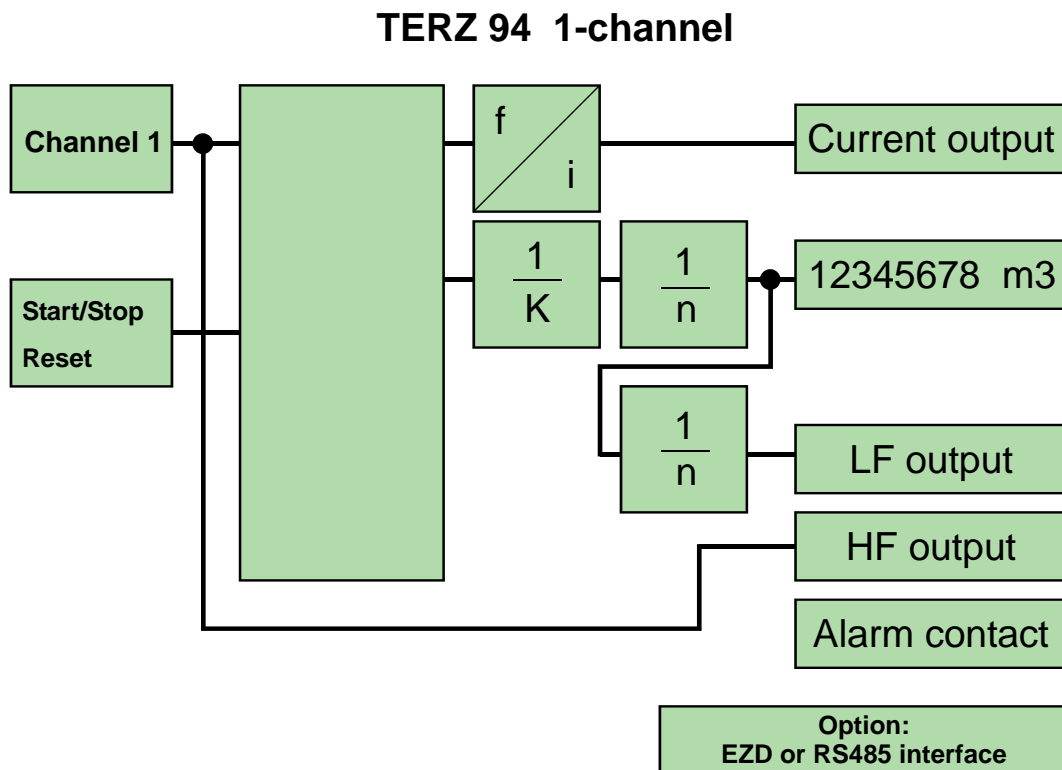 TERZ 94 1-channel
Channel 1
f
i
Current output
Start/Stop
Reset
1
K
1
n
12345678 m3
1
n
LF output
HF output
Alarm contact
Option:
EZD or RS485 interface